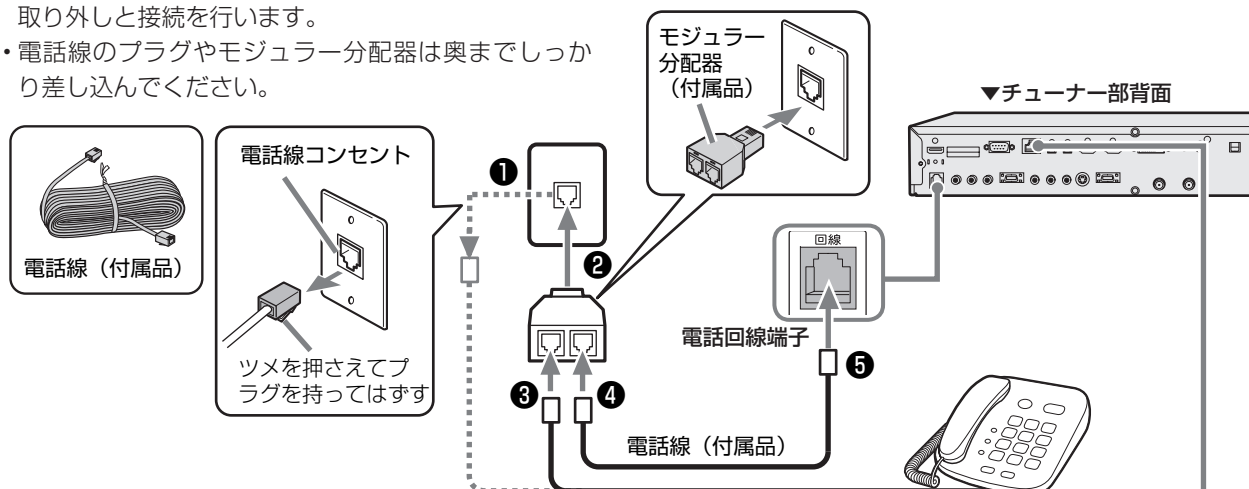 取り外しと接続を行います。
・電話線のプラグやモジュラー分配器は奥までしっか
り差し込んでください。
モジュラー
分配器
（付属品）
▼チューナー部背面
電話線コンセント
❶
電話線（付属品）
❷
回線
ツメを押さえてプ
ラグを持ってはずす
電話回線端子
❸
❹
❺
電話線（付属品）